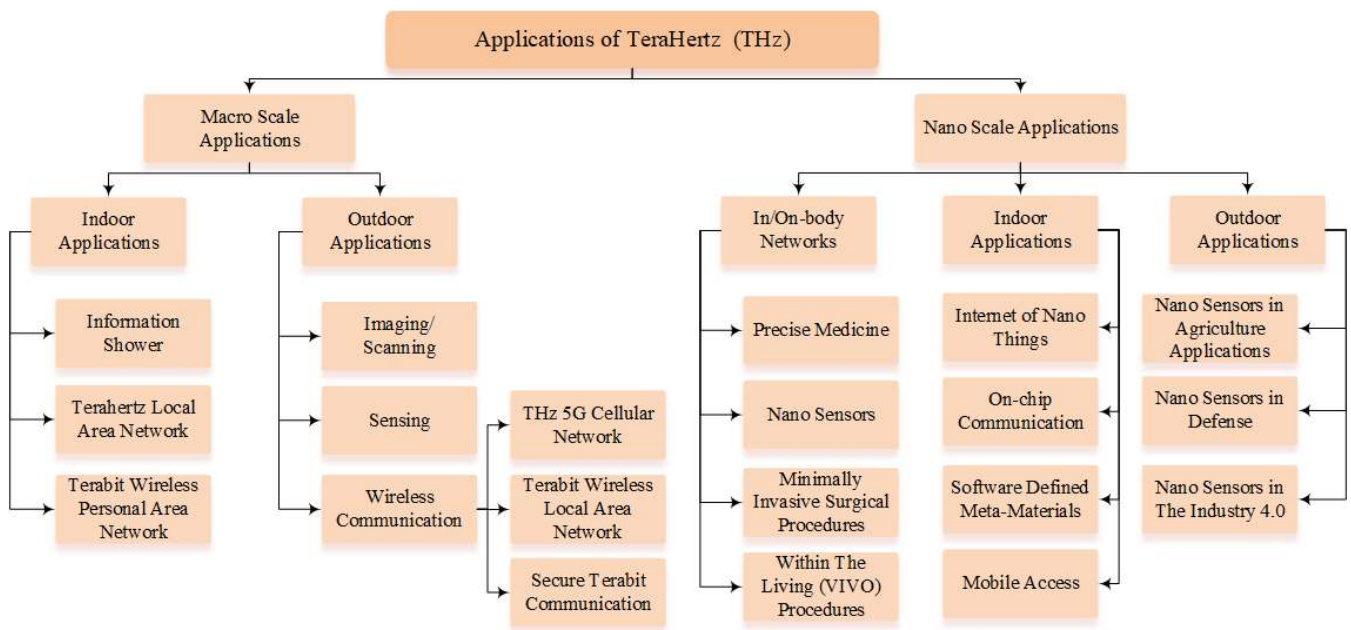 Applications of TeraHertz (THz)
Macro Scale
Applications
Nano Scale Applications
Indoor
Applications
Outdoor
Applications
In/On-body
Networks
Indoor
Applications
Outdoor
Applications
Information
Shower
Terahertz Local
Area Network
Terabit Wireless
Personal Area
Network
Imaging/
Scanning
Sensing
Wireless
Communication
THz 5G Cellular
Network
Terabit Wireless
Local Area
Network
Secure Terabit
Communication
Precise Medicine
Nano Sensors
Minimally
Invasive Surgical
Procedures
Within The
Living (VIVO)
Procedures
Internet of Nano
Things
On-chip
Communication
Software Defined
Meta-Materials
Mobile Access
Nano Sensors in
Agriculture
Applications
Nano Sensors in
Defense
Nano Sensors in
The Industry 4.0